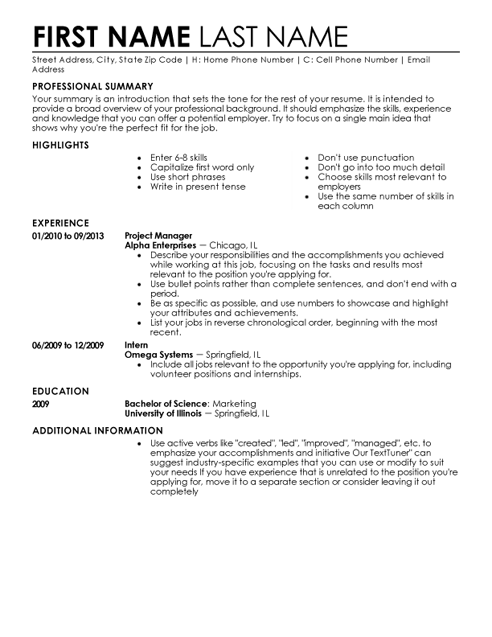 FIRST NAME LAST NAME
Street Address, City, State Zip Code | H: Home Phone Number | C: Cell Phone Number | Email
Address
PROFESSIONAL SUMMARY
Your summary is an introduction that sets the tone for the rest of your resume. It is intended to
provide a broad overview of your professional background. It should emphasize the skills, experience
and knowledge that you can offer a potential employer. Try to focus on a single main idea that
shows why you're the perfect fit for the job.
HIGHLIGHTS
• Enter 6-8 skills
• Capitalize first word only
• Use short phrases
• Write in present tense
• Don't use punctuation
• Don't go into too much detail
• Choose skills most relevant to
employers
• Use the same number of skills in
each column
EXPERIENCE
01/2010 to 09/2013 Project Manager
Alpha Enterprises — Chicago, IL
• Describe your responsibilities and the accomplishments you achieved
while working at this job, focusing on the tasks and results most
relevant to the position you're applying for.
• Use bullet points rather than complete sentences, and don't end with a
period.
• Be as specific as possible, and use numbers to showcase and highlight
your attributes and achievements.
• List your jobs in reverse chronological order, beginning with the most
recent.
06/2009 to 12/2009 Intern
Omega Systems — Springfield, IL
• Include all jobs relevant to the opportunity you're applying for, including
volunteer positions and internships.
EDUCATION
2009 Bachelor of Science: Marketing
University of Illinois — Springfield, IL
ADDITIONAL INFORMATION
• Use active verbs like "created", "led", "improved", "managed", etc. to
emphasize your accomplishments and initiative Our TextTuner" can
suggest industry-specific examples that you can use or modify to suit
your needs If you have experience that is unrelated to the position you're
applying for, move it to a separate section or consider leaving it out
completely